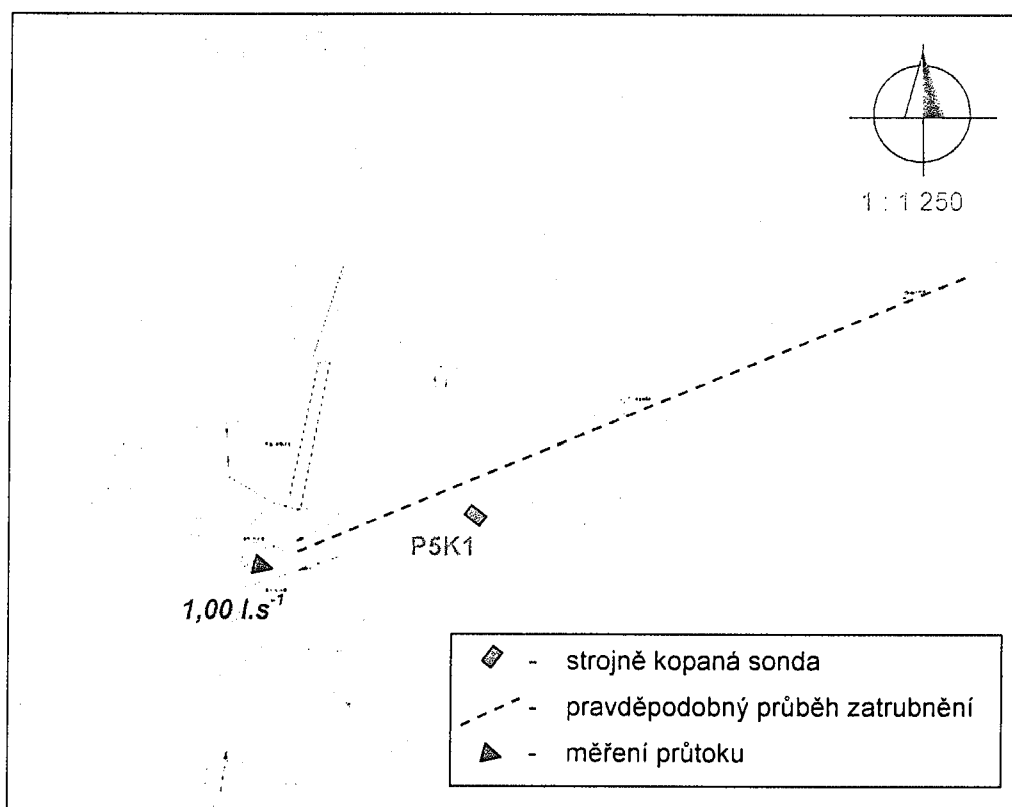 1 : 1 250
P5K1
1,00 l.s-1
- strojně kopaná sonda
- pravděpodobný průběh zatrubnění
- měření průtoku